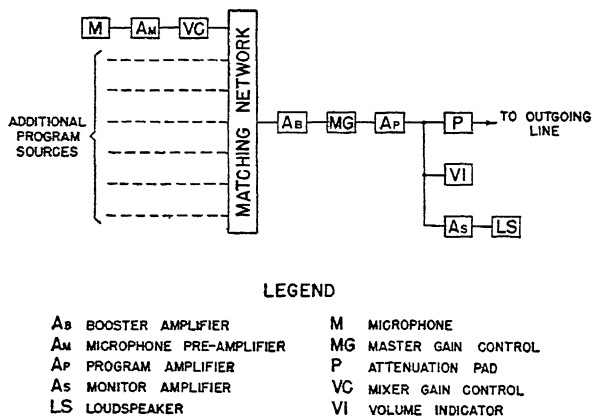 M AM VC
MATCHING NETWORK
ADDITIONAL
PROGRAM
SOURCES
AB MG AP P TO OUTGOING
LINE
VI
AS LS
LEGEND
AB BOOSTER AMPLIFIER
AM MICROPHONE PRE-AMPLIFIER
AP PROGRAM AMPLIFIER
AS MONITOR AMPLIFIER
LS LOUDSPEAKER
M MICROPHONE
MG MASTER GAIN CONTROL
P ATTENUATION PAD
VC MIXER GAIN CONTROL
VI VOLUME INDICATOR